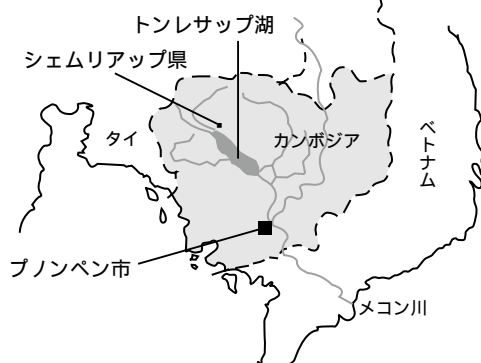 トンレサップ湖
シェムリアップ県
タイ
カンボジア
ベトナム
プノンペン市
メコン川